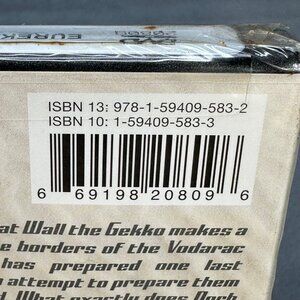 EUREK
ISBN 13: 978-1-59409-583-2
ISBN 10: 1-59409-583-3
6 69198 20809 6
at Wall the Gekko makes a
e borders of the Vodarac
has prepared one last
attempt to prepare them
What exactly does